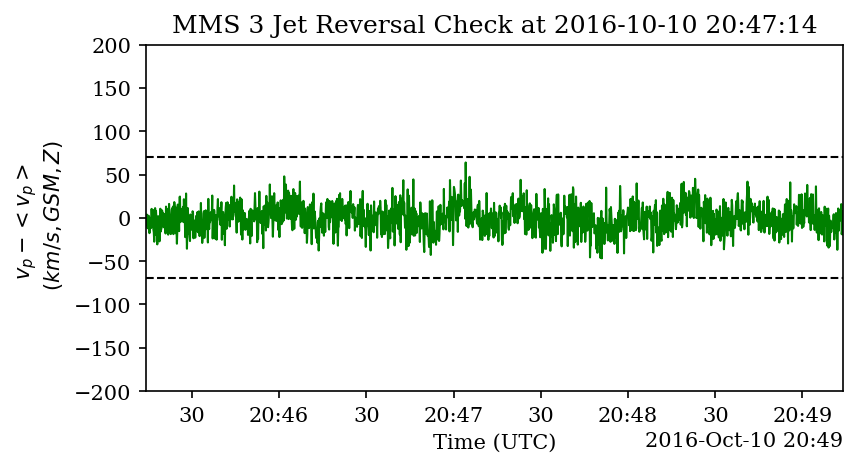 MMS 3 Jet Reversal Check at 2016-10-10 20:47:14
200
150
100
50
0
−50
−100
−150
−200
v_p − < v_p >
(km/s, GSM, Z)
30 20:46 30 20:47 30 20:48 30 20:49
Time (UTC)
2016-Oct-10 20:49